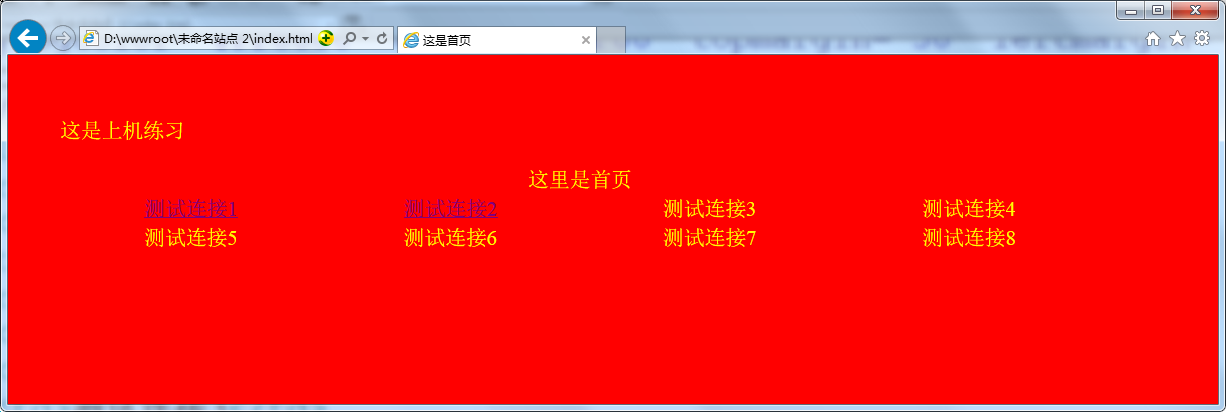 D:\wwwroot\未命名站点 2\index.html
这是首页
这是上机练习
这里是首页
测试连接1 测试连接2 测试连接3 测试连接4
测试连接5 测试连接6 测试连接7 测试连接8